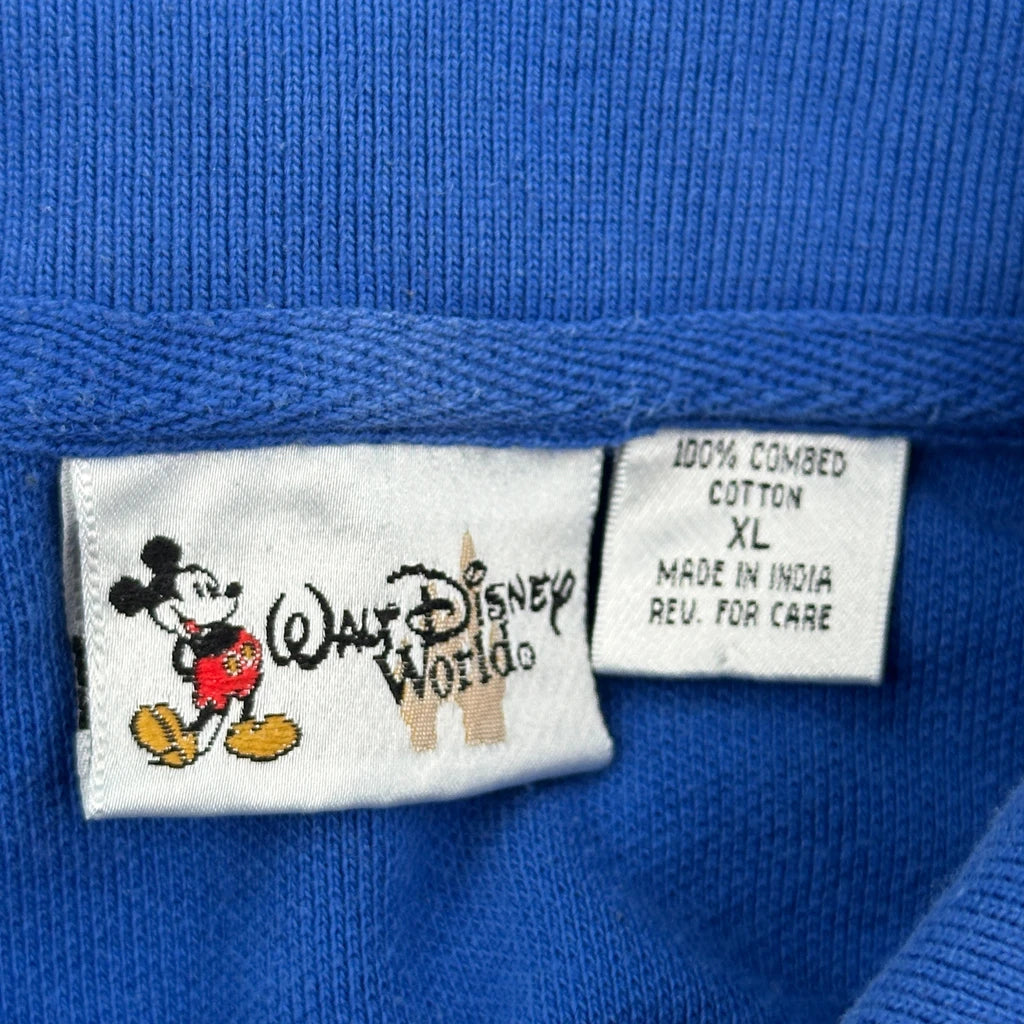 Walt Disney
World®
100% COMBED
COTTON
XL
MADE IN INDIA
REV. FOR CARE